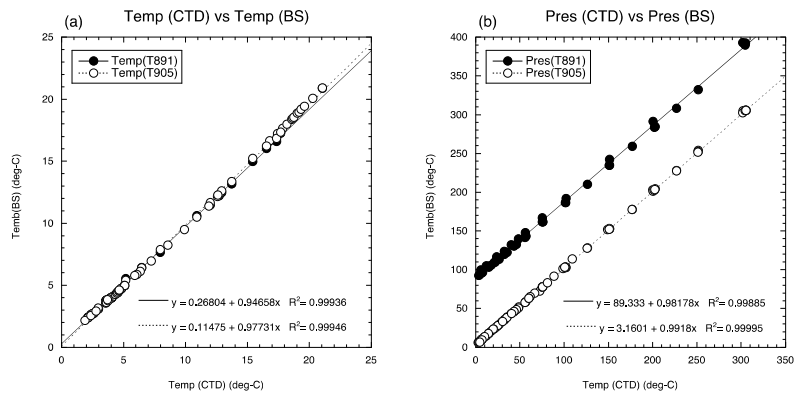 (a) Temp (CTD) vs Temp (BS)
25
20
15
10
5
0
Temb(BS) (deg-C)
Temp(T891)
Temp(T905)
y = 0.26804 + 0.94658x R2= 0.99936
y = 0.11475 + 0.97731x R2= 0.99946
0 5 10 15 20 25
Temp (CTD) (deg-C)
(b) Pres (CTD) vs Pres (BS)
400
350
300
250
200
150
100
50
0
Temb(BS) (deg-C)
Pres(T891)
Pres(T905)
y = 89.333 + 0.98178x R2= 0.99885
y = 3.1601 + 0.9918x R2= 0.99995
0 50 100 150 200 250 300 350
Temp (CTD) (deg-C)